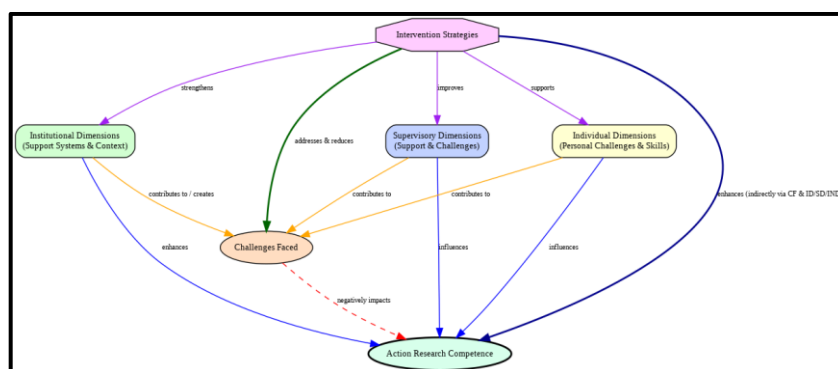 Intervention Strategies
strengthens
improves
supports
Institutional Dimensions
(Support Systems & Context)
addresses & reduces
Supervisory Dimensions
(Support & Challenges)
Individual Dimensions
(Personal Challenges & Skills)
contributes to / creates
contributes to
contributes to
enhances (indirectly via CF & ID/SD/IND
Challenges Faced
enhances
influences
influences
negatively impacts
Action Research Competence